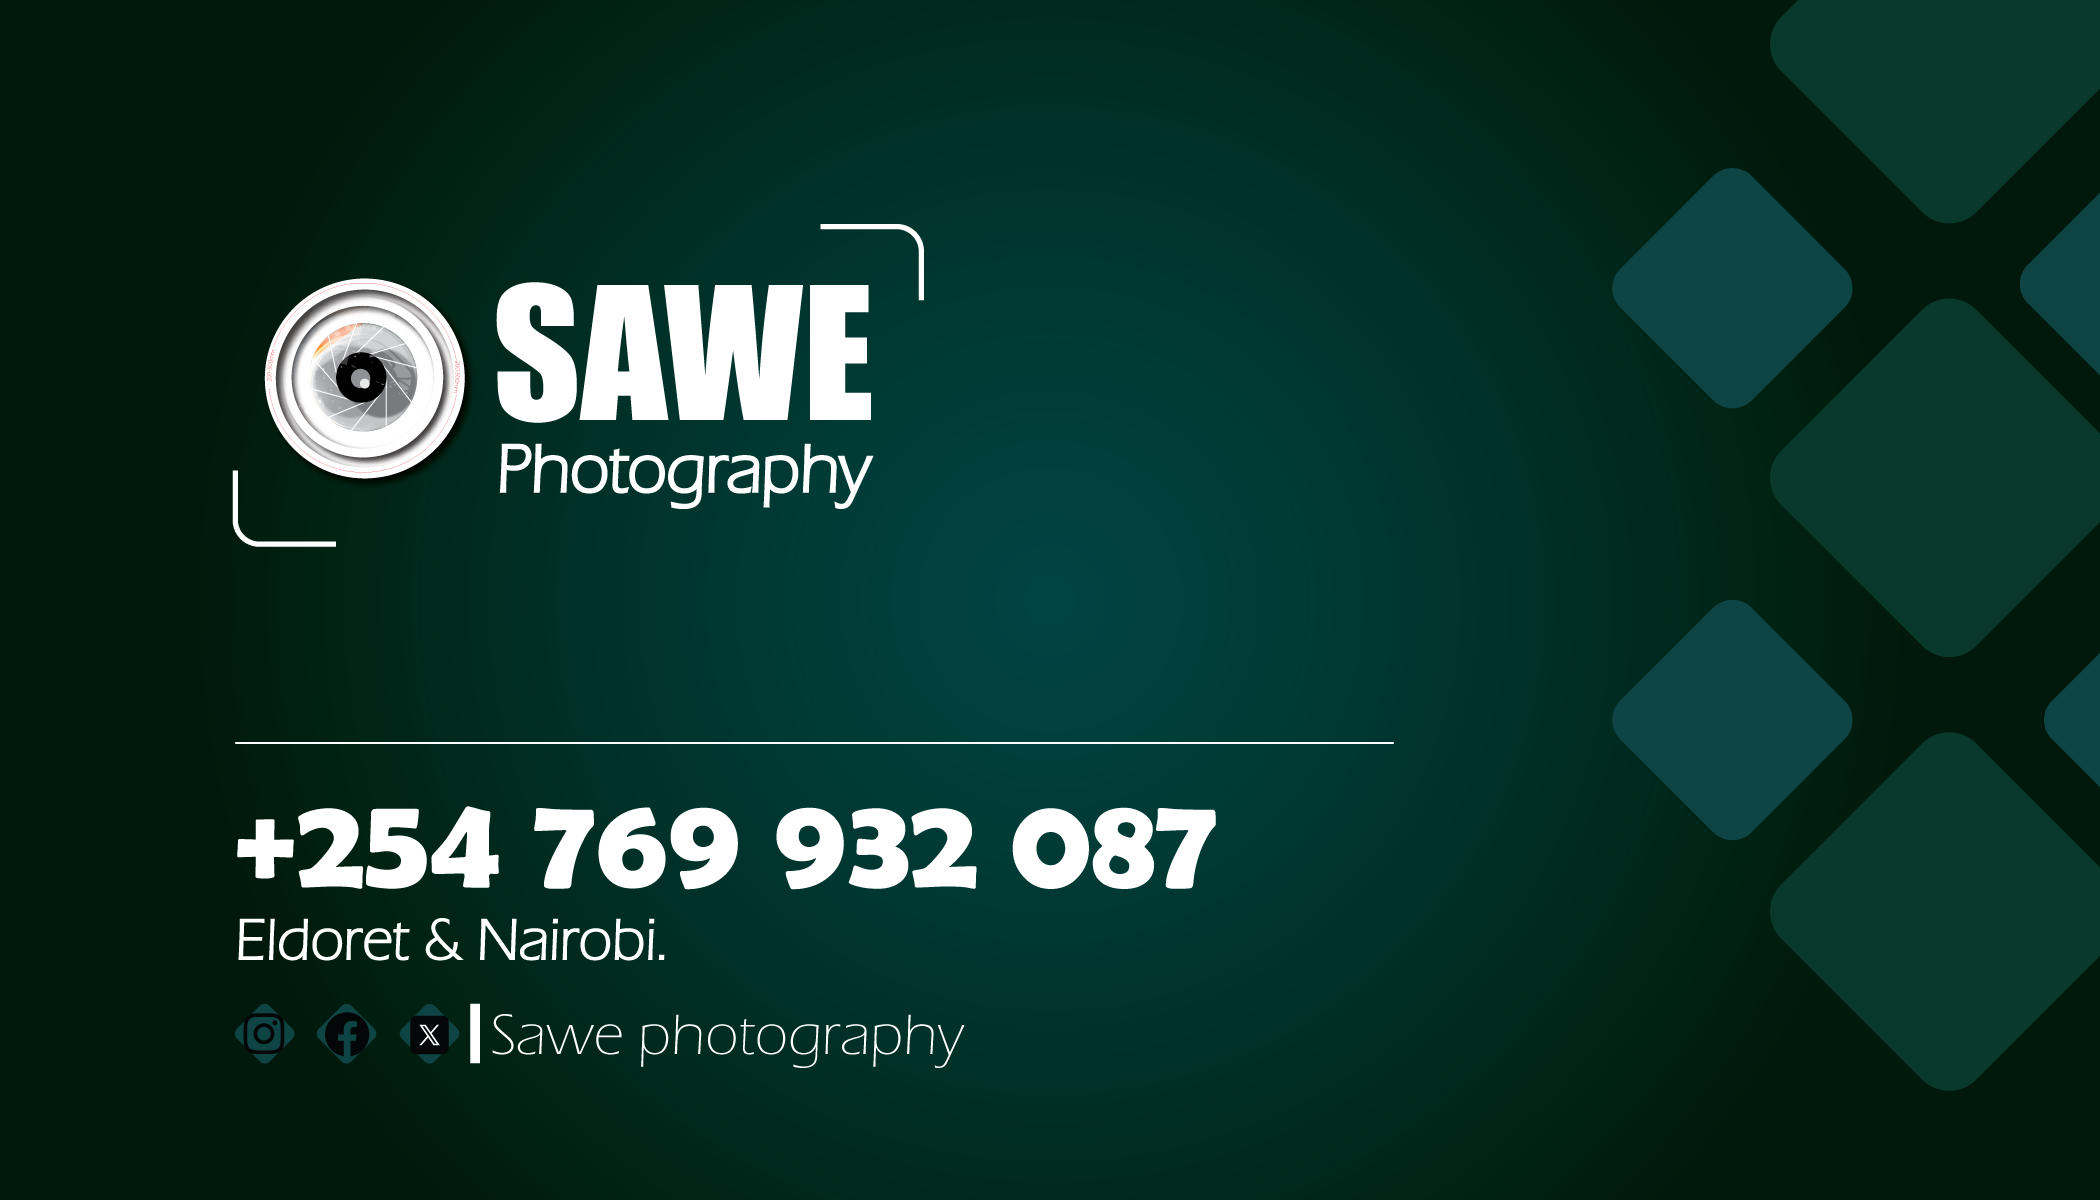 SAWE
Photography
+254 769 932 087
Eldoret & Nairobi.
Sawe photography